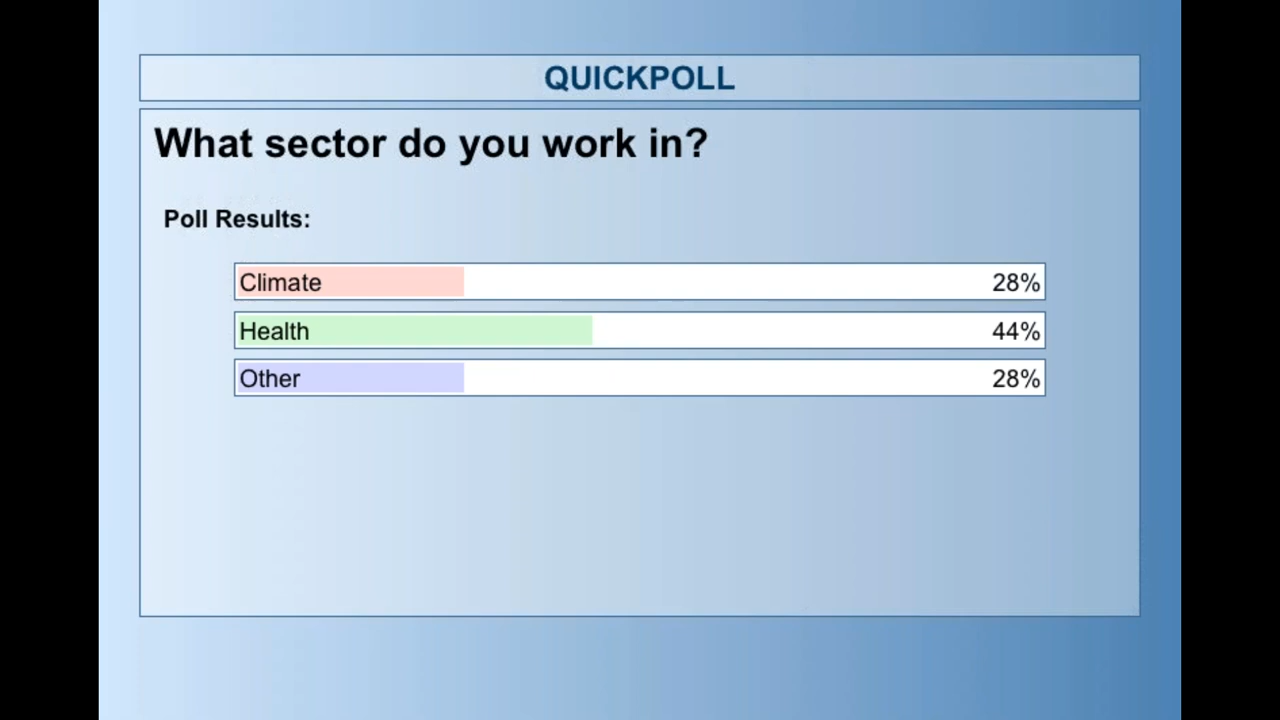 QUICKPOLL
What sector do you work in?
Poll Results:
Climate 28%
Health 44%
Other 28%